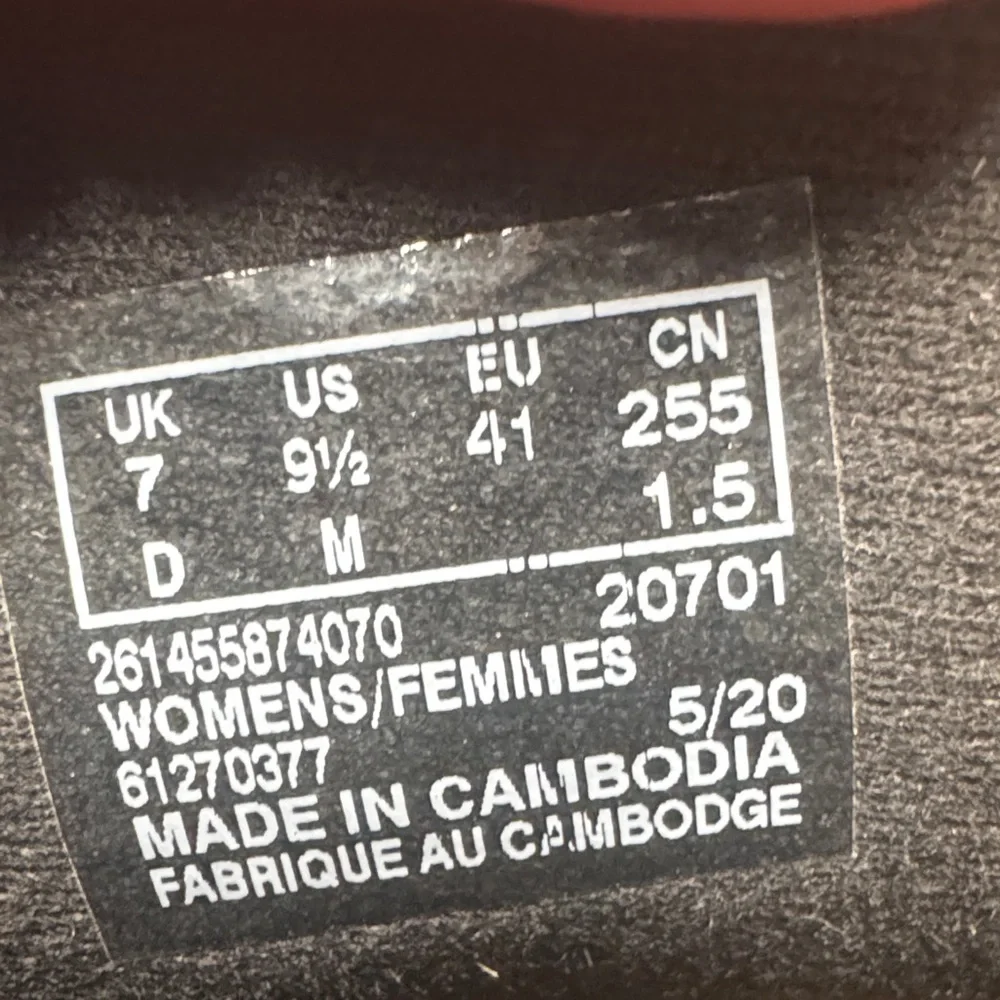 UK US EU CN
7 9½ 41 255
D M 1.5
261455874070 20701
WOMENS/FEMMES
61270377 5/20
MADE IN CAMBODIA
FABRIQUE AU CAMBODGE